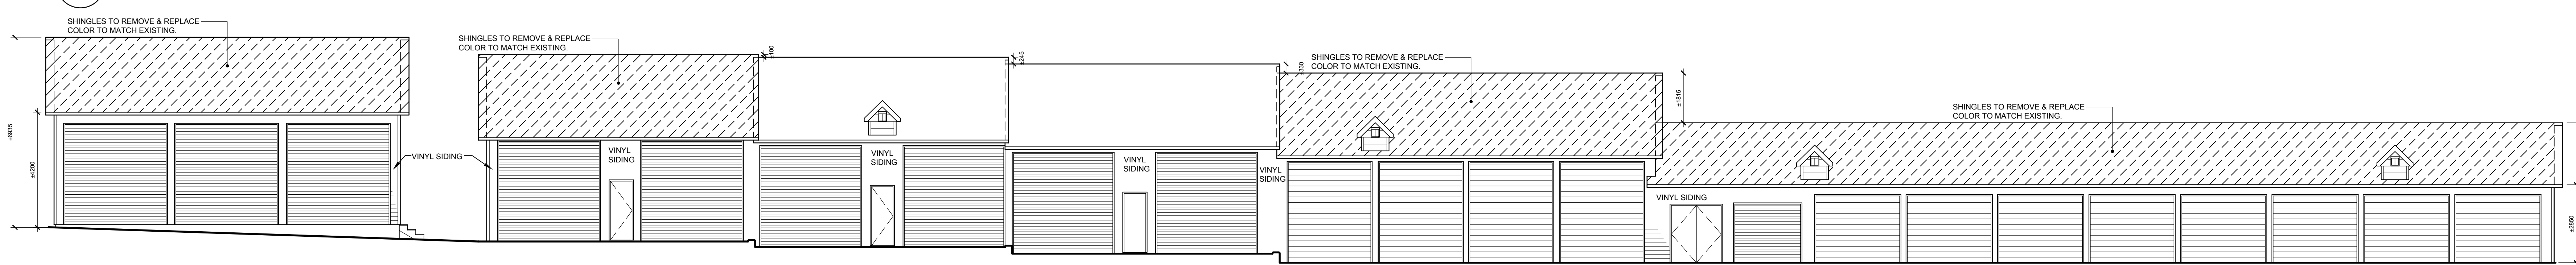 SHINGLES TO REMOVE & REPLACE
COLOR TO MATCH EXISTING.
SHINGLES TO REMOVE & REPLACE
COLOR TO MATCH EXISTING.
SHINGLES TO REMOVE & REPLACE
COLOR TO MATCH EXISTING.
SHINGLES TO REMOVE & REPLACE
COLOR TO MATCH EXISTING.
±6935
±4200
±100
±245
±330
±1815
±2850
VINYL SIDING
VINYL
SIDING
VINYL
SIDING
VINYL
SIDING
VINYL
SIDING
VINYL SIDING